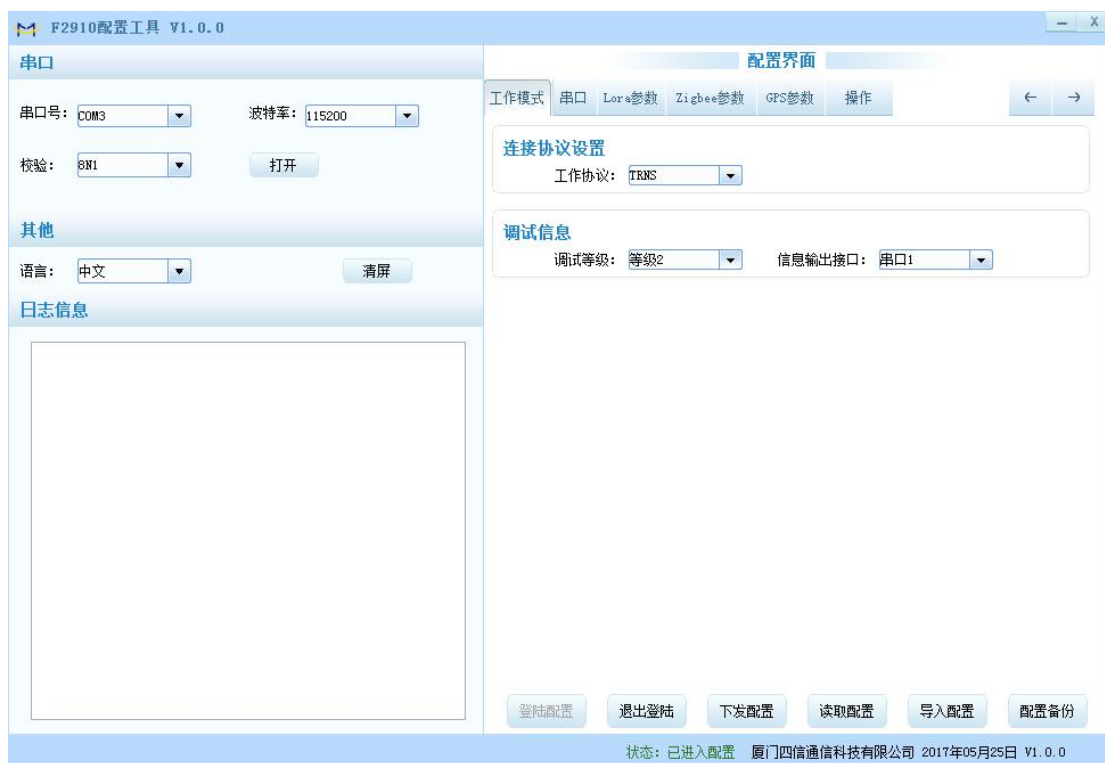 F2910配置工具 V1.0.0
串口
串口号： COM3 波特率： 115200
校验： 8N1 打开
其他
语言： 中文 清屏
日志信息
配置界面
工作模式 串口 Lora参数 Zigbee参数 GPS参数 操作 ← →
连接协议设置
工作协议： TRNS
调试信息
调试等级： 等级2 信息输出接口： 串口1
登陆配置 退出登陆 下发配置 读取配置 导入配置 配置备份
状态：已进入配置 厦门四信通信科技有限公司 2017年05月25日 V1.0.0